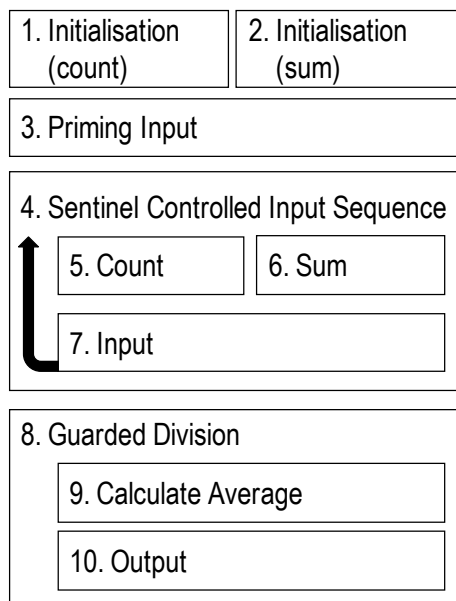 1. Initialisation
(count)
2. Initialisation
(sum)
3. Priming Input
4. Sentinel Controlled Input Sequence
5. Count
6. Sum
7. Input
8. Guarded Division
9. Calculate Average
10. Output